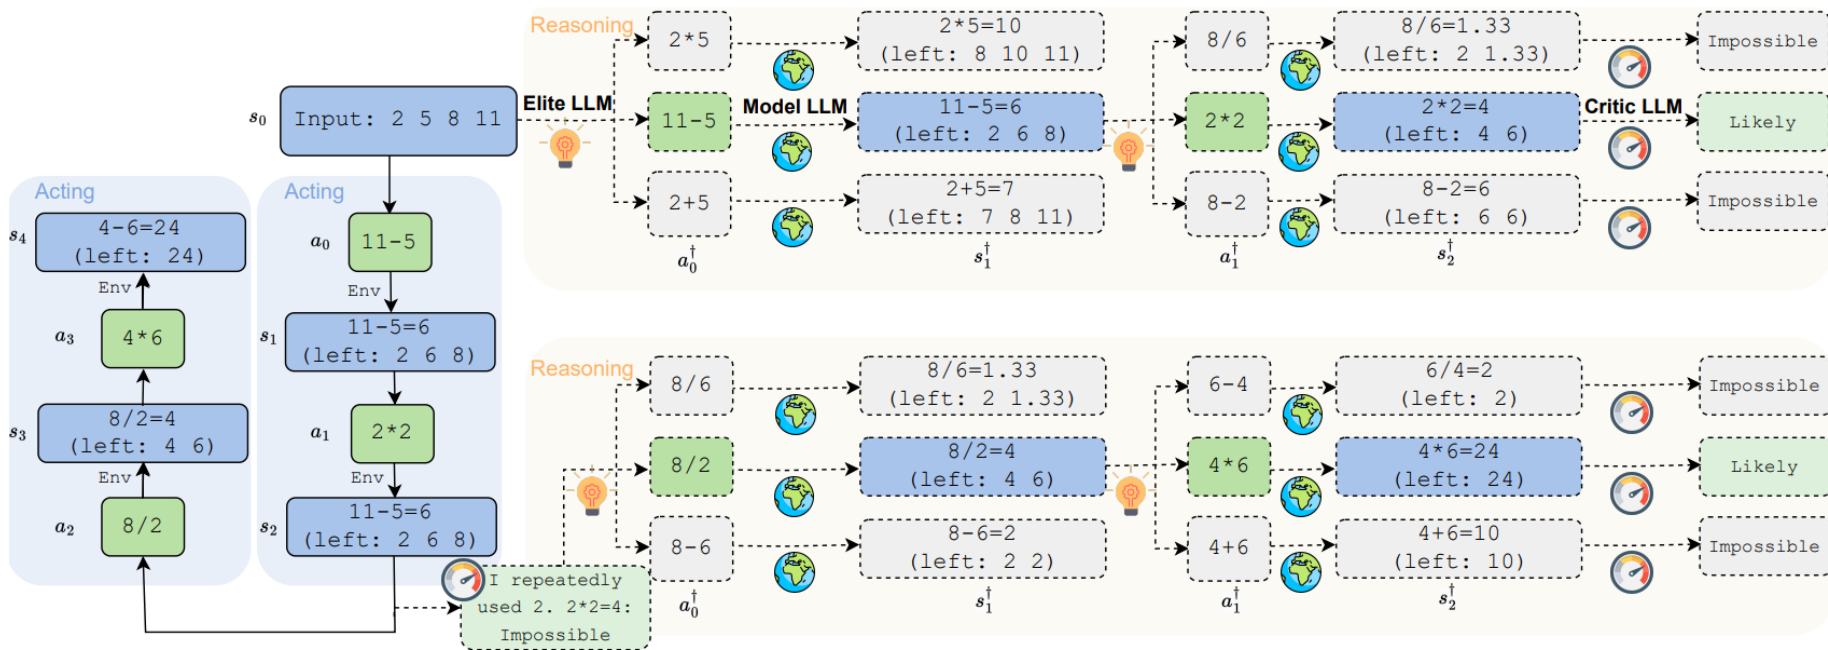 Reasoning
2*5
2*5=10
(left: 8 10 11)
8/6
8/6=1.33
(left: 2 1.33)
Impossible
s0
Input: 2 5 8 11
Elite LLM
11-5
Model LLM
11-5=6
(left: 2 6 8)
2*2
2*2=4
(left: 4 6)
Critic LLM
Likely
2+5
2+5=7
(left: 7 8 11)
8-2
8-2=6
(left: 6 6)
Impossible
a0†
s1†
a1†
s2†
Acting
s4
4-6=24
(left: 24)
Env
a3
4*6
s3
8/2=4
(left: 4 6)
Env
a2
8/2
Acting
a0
11-5
Env
s1
11-5=6
(left: 2 6 8)
a1
2*2
Env
s2
11-5=6
(left: 2 6 8)
I repeatedly
used 2. 2*2=4:
Impossible
Reasoning
8/6
8/6=1.33
(left: 2 1.33)
6-4
6/4=2
(left: 2)
Impossible
8/2
8/2=4
(left: 4 6)
4*6
4*6=24
(left: 24)
Likely
8-6
8-6=2
(left: 2 2)
4+6
4+6=10
(left: 10)
Impossible
a0†
s1†
a1†
s2†